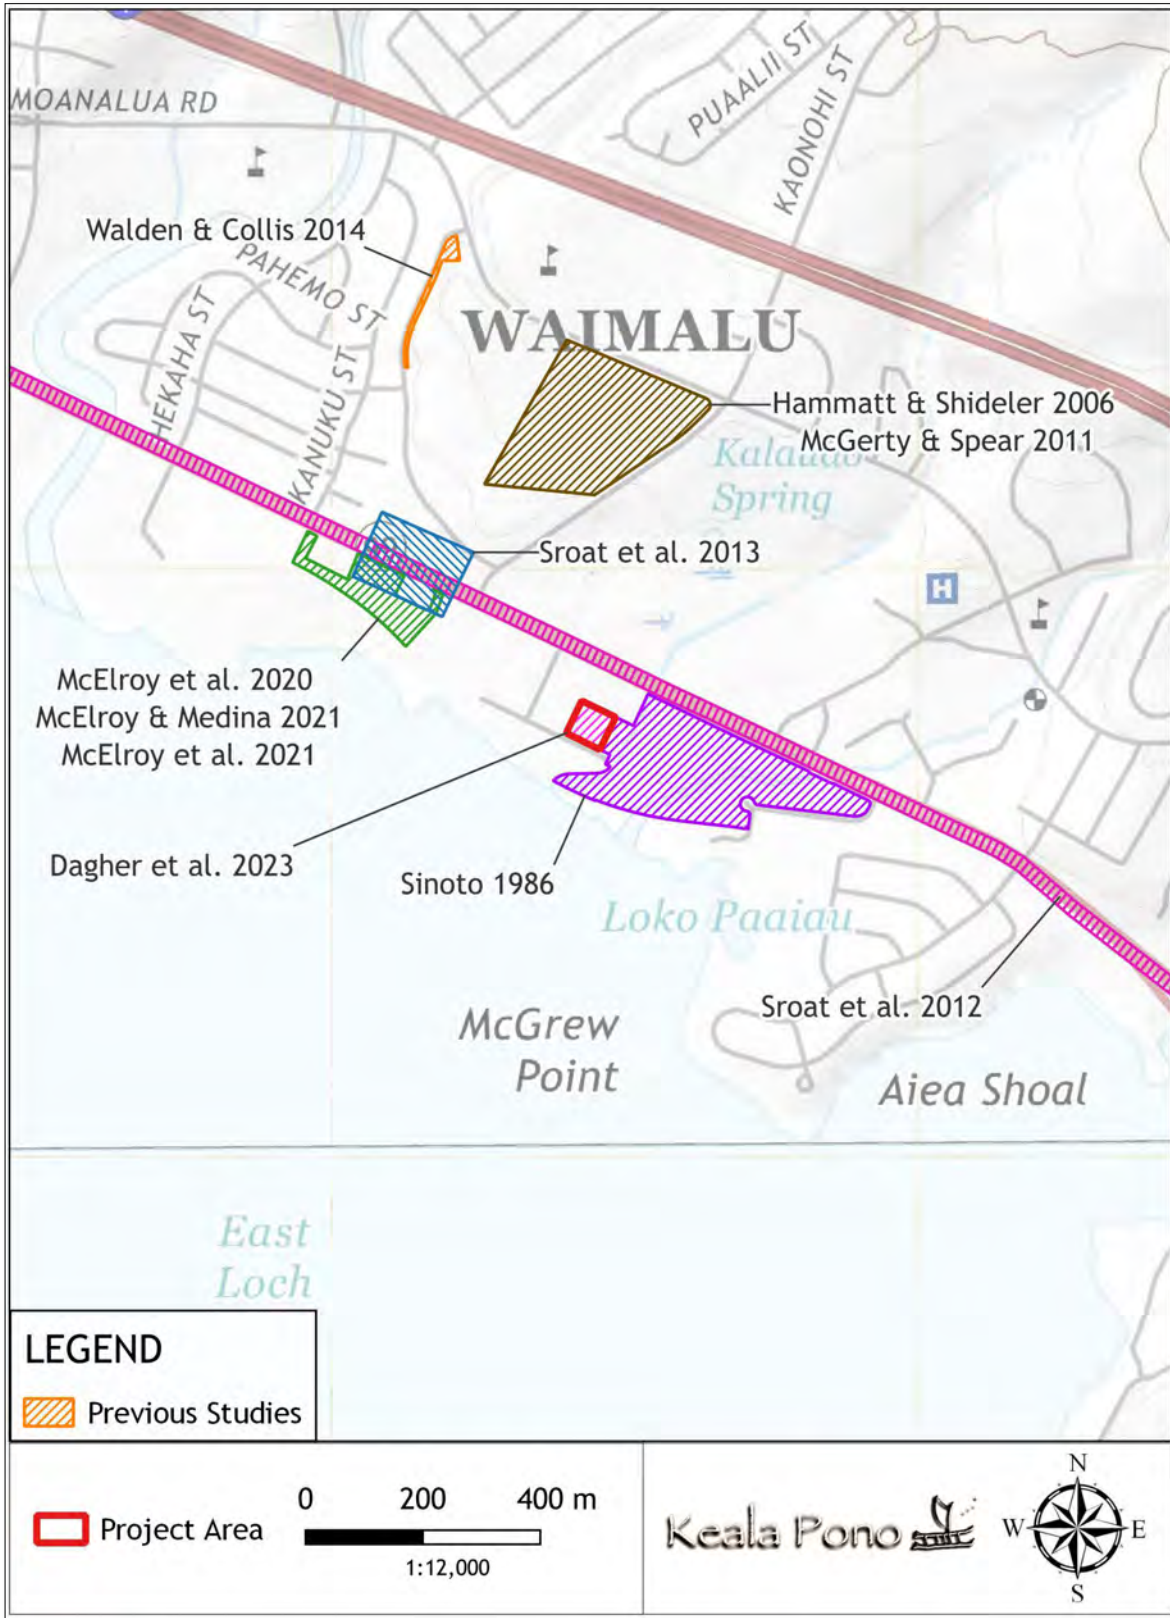 MOANALUA RD
PUAALII ST
KAONOHI ST
Walden & Collis 2014
PAHEMO ST
HEKAHA ST
KANUKU ST
WAIMALU
Hammatt & Shideler 2006
McGerty & Spear 2011
Kalauao
Spring
Sroat et al. 2013
H
McElroy et al. 2020
McElroy & Medina 2021
McElroy et al. 2021
Dagher et al. 2023
Sinoto 1986
Loko Paaiau
Sroat et al. 2012
McGrew
Point
Aiea Shoal
East
Loch
LEGEND
Previous Studies
Project Area
0 200 400 m
1:12,000
Keala Pono
N
W E
S